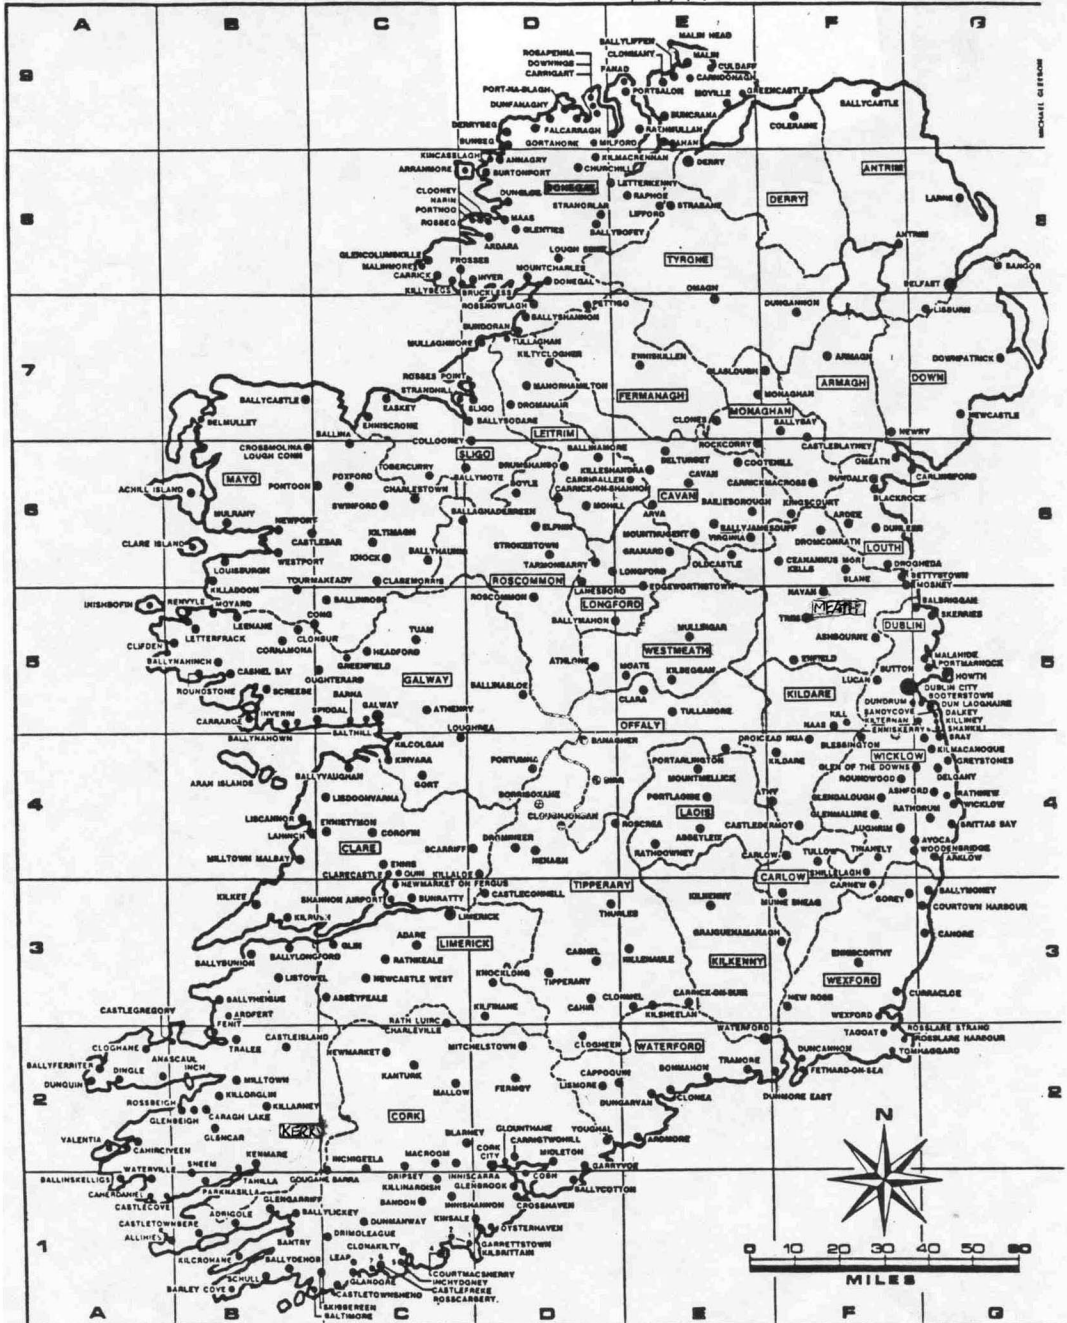 A B C D E F G
9
MALIN HEAD
BALLYLIFFEN
MALIN
ROSAPENNA
CLONMANY
DOWNINGS
CULDAFF
CARRIGART
FANAD
CARNDONAGH
PORT-NA-BLAGH
PORTSALON
MOVILLE
GREENCASTLE
DUNFANAGHY
BALLYCASTLE
MICHAEL GLEESON
BUNCRANA
COLERAINE
DERRYBEG
FALCARRAGH
RATHMULLAN
BUNBEG
GORTAHORK
MILFORD
KINCASSLAGH
ANNAGRY
KILMACRENNAN
DERRY
ARRANMORE
BURTONPORT
CHURCHILL
ANTRIM
DONEGAL
LETTERKENNY
CLOONEY
DUNGLOE
RAPHOE
DERRY
LARNE
NARIN
STRANORLAR
STRABANE
PORTNOO
MAAS
LIFFORD
8 8
ROSBEG
GLENTIES
BALLYBOFEY
ARDARA
ANTRIM
GLENCOLUMBKILLE
LOUGH ESKE
TYRONE
MALINMORE
FROSSES
MOUNTCHARLES
BANGOR
CARRICK
INVER
DONEGAL
OMAGH
BELFAST
KILLYBEGS
BRUCKLESS
ROSSNOWLAGH
PETTIGO
DUNGANNON
LISBURN
BALLYSHANNON
BUNDORAN
MULLAGHMORE
TULLAGHAN
KILTYCLOGHER
ENNISKILLEN
ARMAGH
DOWNPATRICK
7
GLASLOUGH
ROSSES POINT
MANORHAMILTON
ARMAGH
DOWN
STRANDHILL
FERMANAGH
MONAGHAN
BALLYCASTLE
EASKEY
SLIGO
DROMAHAIR
MONAGHAN
NEWCASTLE
BELMULLET
ENNISCRONE
BALLYSODARE
CLONES
BALLYBAY
BALLINA
COLLOONEY
LEITRIM
NEWRY
CROSSMOLINA
BALLINAMORE
ROCKCORRY
CASTLEBLAYNEY
LOUGH CONN
SLIGO
BELTURBET
COOTEHILL
OMEATH
TOBERCURRY
DRUMSHANBO
KILLESHANDRA
CAVAN
CARLINGFORD
MAYO
BALLYMOTE
CARRIGALLEN
CARRICKMACROSS
DUNDALK
ACHILL ISLAND
PONTOON
FOXFORD
BOYLE
CARRICK-ON-SHANNON
CAVAN
BLACKROCK
CHARLESTOWN
BAILIEBOROUGH
KINGSCOURT
SWINFORD
MOHILL
ARVA
ARDEE
BALLAGHADERREEN
6 6
MULRANY
NEWPORT
ELPHIN
BALLYJAMESDUFF
DUNLEER
KILTIMAGH
MOUNTNUGENT
VIRGINIA
DROMCONRATH
CLARE ISLAND
CASTLEBAR
STROKESTOWN
GRANARD
LOUTH
WESTPORT
KNOCK
BALLYHAUNIS
OLDCASTLE
CEANANNUS MOR
DROGHEDA
LOUISBURGH
TARMONBARRY
LONGFORD
KELLS
SLANE
BETTYSTOWN
TOURMAKEADY
CLAREMORRIS
ROSCOMMON
EDGEWORTHSTOWN
MOSNEY
KILLADOON
LANESBORO
NAVAN
BALBRIGGAN
INISHBOFIN
RENVYLE
BALLINROBE
ROSCOMMON
LONGFORD
MEATH
SKERRIES
MOYARD
CONG
BALLYMAHON
TRIM
DUBLIN
LEENANE
TUAM
MULLINGAR
LETTERFRACK
CLONBUR
ASHBOURNE
CLIFDEN
CORNAMONA
HEADFORD
WESTMEATH
MALAHIDE
5 5
GREENFIELD
ATHLONE
MOATE
ENFIELD
PORTMARNOCK
BALLYNAHINCH
CASHEL BAY
KILBEGGAN
SUTTON
HOWTH
OUGHTERARD
GALWAY
LUCAN
DUBLIN CITY
ROUNDSTONE
SCREEBE
BARNA
BALLINASLOE
CLARA
KILDARE
BOOTERSTOWN
DUNDRUM
DUN LAOGHAIRE
SANDYCOVE
DALKEY
INVERIN
SPIDDAL
GALWAY
ATHENRY
TULLAMORE
KILL
KILTERNAN
KILLINEY
CARRAROE
OFFALY
NAAS
ENNISKERRY
SHANKILL
BALLYNAHOWN
SALTHILL
LOUGHREA
BANAGHER
DROICEAD NUA
BLESSINGTON
BRAY
KILCOLGAN
WICKLOW
KILMACANOGUE
KINVARA
PORTUMNA
PORTARLINGTON
KILDARE
GLEN OF THE DOWNS
GREYSTONES
ARAN ISLANDS
BALLYVAUGHAN
GORT
BIRR
MOUNTMELLICK
ROUNDWOOD
DELGANY
ATHY
ASHFORD
RATHNEW
LISDOONVARNA
BORRISOKANE
PORTLAOISE
GLENDALOUGH
WICKLOW
4 4
CLOUGHJORDAN
LAOIS
RATHDRUM
LISCANNOR
ENNISTYMON
ROSCREA
GLENMALURE
BRITTAS BAY
LAHINCH
COROFIN
DROMINEER
ABBEYLEIX
CASTLEDERMOT
AUGHRIM
CLARE
SCARRIFF
NENAGH
RATHDOWNEY
AVOCA
MILLTOWN MALBAY
CARLOW
TULLOW
TINAHELY
WOODENBRIDGE
ENNIS
ARKLOW
CLARECASTLE
QUIN
KILLALOE
CARLOW
SHILLELAGH
NEWMARKET ON FERGUS
TIPPERARY
CARNEW
BALLYMONEY
KILKEE
SHANNON AIRPORT
BUNRATTY
CASTLECONNELL
KILKENNY
GOREY
THURLES
COURTOWN HARBOUR
KILRUSH
LIMERICK
GRAIGUENAMANAGH
CAHORE
ADARE
3 3
GLIN
LIMERICK
CASHEL
BALLYBUNION
BALLYLONGFORD
RATHKEALE
KILLENAULE
KILKENNY
ENNISCORTHY
LISTOWEL
NEWCASTLE WEST
KNOCKLONG
WEXFORD
TIPPERARY
BALLYHEIGUE
ABBEYFEALE
CLONMEL
CARRICK-ON-SUIR
NEW ROSS
CURRACLOE
CASTLEGREGORY
ARDFERT
KILFINANE
CAHIR
KILSHEELAN
WEXFORD
FENIT
RATH LUIRC
WATERFORD
ROSSLARE STRAND
CHARLEVILLE
TAGOAT
ROSSLARE HARBOUR
CLOGHANE
TRALEE
CASTLEISLAND
MITCHELSTOWN
CLOGHEEN
WATERFORD
TOMHAGGARD
ANASCAUL
NEWMARKET
TRAMORE
DUNCANNON
BALLYFERRITER
INCH
KANTURK
CAPPOQUIN
BONMAHON
FETHARD-ON-SEA
DUNQUIN
DINGLE
MILLTOWN
FERMOY
LISMORE
MALLOW
DUNGARVAN
CLONEA
DUNMORE EAST
2 2
KILLORGLIN
ROSSBEIGH
KILLARNEY
CARAGH LAKE
CORK
N
GLENBEIGH
GLOUNTHANE
YOUGHAL
VALENTIA
GLENCAR
KERRY
BLARNEY
CARRIGTWOHILL
ARDMORE
CORK CITY
CAHIRCIVEEN
KENMARE
INCHIGEELA
MACROOM
MIDLETON
WATERVILLE
SNEEM
GARRYVOE
BALLINSKELLIGS
TAHILLA
GOUGANE BARRA
DRIPSEY
INNISCARRA
COBH
PARKNASILLA
KILLINARDISH
GLENBROOK
BALLYCOTTON
CAHERDANIEL
GLENGARRIFF
BANDON
INNISHANNON
CROSSHAVEN
CASTLECOVE
ADRIGOLE
BALLYLICKEY
KINSALE
CASTLETOWNBERE
DUNMANWAY
OYSTERHAVEN
ALLIHIES
BANTRY
DRIMOLEAGUE
GARRETTSTOWN
1
CLONAKILTY
KILBRITTAIN
KILCROHANE
0 10 20 30 40 50 60
BALLYDEHOB
LEAP
COURTMACSHERRY
MILES
SCHULL
GLANDORE
INCHYDONEY
BARLEY COVE
CASTLETOWNSHEND
CASTLEFREKE
ROSSCARBERY.
SKIBBEREEN
BALTIMORE
A B C D E F G